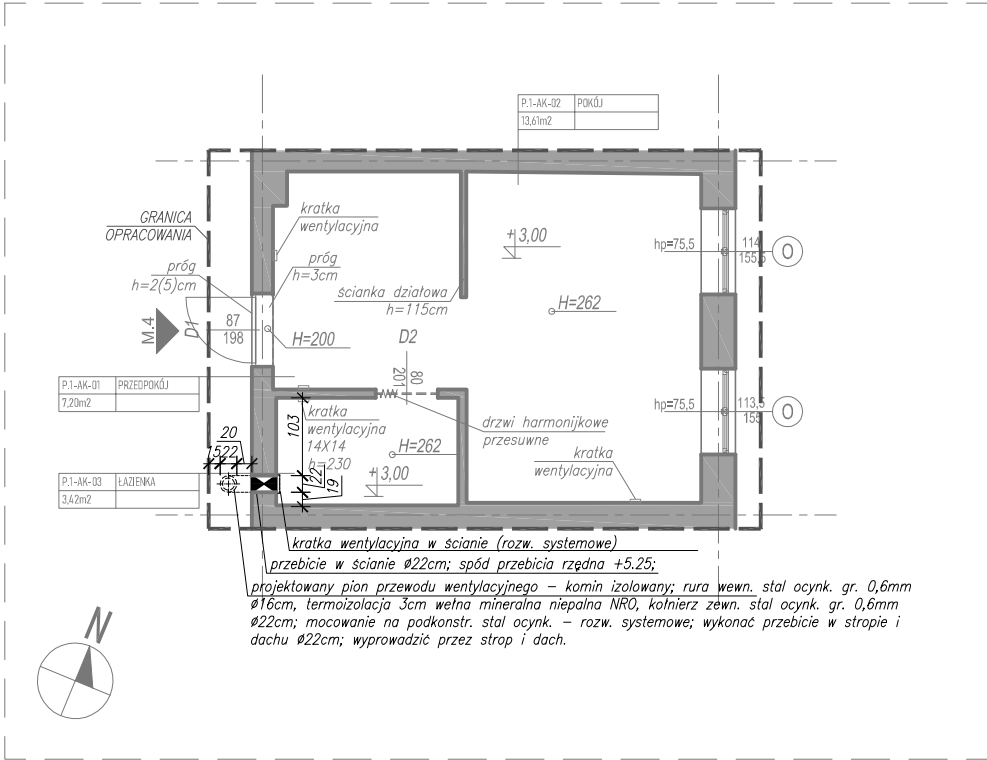 P.1-AK-02 POKÓJ
13,61m2
GRANICA
OPRACOWANIA
kratka
wentylacyjna
+3,00
hp=75,5
114
155,5
O
próg
h=2(5)cm
próg
h=3cm
ścianka działowa
h=115cm
H=262
M.4
D1
87
198
H=200
D2
80
201
P.1-AK-01 PRZEDPOKÓJ
7,20m2
hp=75,5
113,5
155
O
103
kratka
wentylacyjna
14X14
h=230
drzwi harmonijkowe
przesuwne
H=262
kratka
wentylacyjna
20
15 22
22
19
+3,00
P.1-AK-03 ŁAZIENKA
3,42m2
kratka wentylacyjna w ścianie (rozw. systemowe)
przebicie w ścianie ø22cm; spód przebicia rzędna +5.25;
projektowany pion przewodu wentylacyjnego – komin izolowany; rura wewn. stal ocynk. gr. 0,6mm
ø16cm, termoizolacja 3cm wełna mineralna niepalna NRO, kołnierz zewn. stal ocynk. gr. 0,6mm
ø22cm; mocowanie na podkonstr. stal ocynk. – rozw. systemowe; wykonać przebicie w stropie i
dachu ø22cm; wyprowadzić przez strop i dach.
N